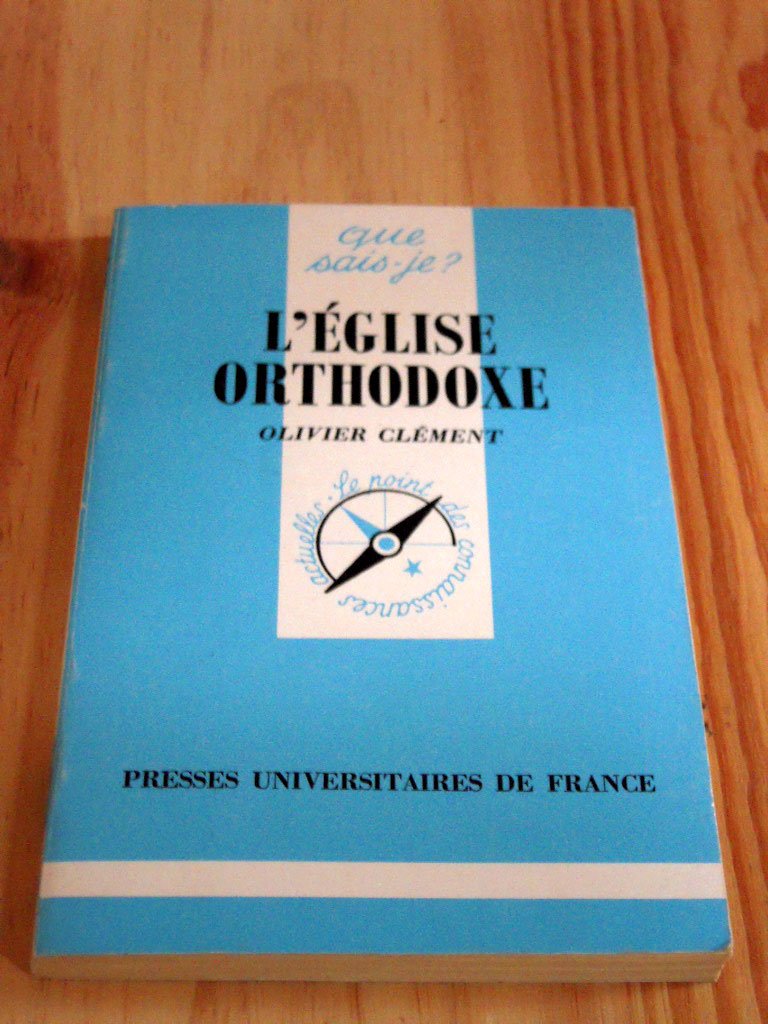 que
sais-je?
L'ÉGLISE
ORTHODOXE
OLIVIER CLÉMENT
Le point des connaissances actuelles.
PRESSES UNIVERSITAIRES DE FRANCE